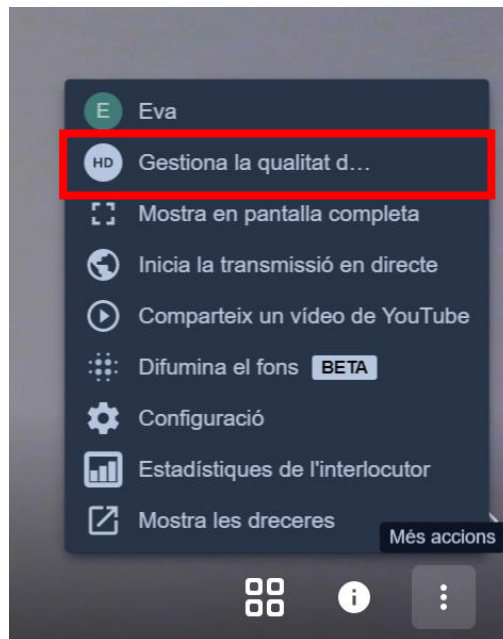 E Eva
HD Gestiona la qualitat d...
Mostra en pantalla completa
Inicia la transmissió en directe
Comparteix un vídeo de YouTube
Difumina el fons BETA
Configuració
Estadístiques de l'interlocutor
Mostra les dreceres
Més accions